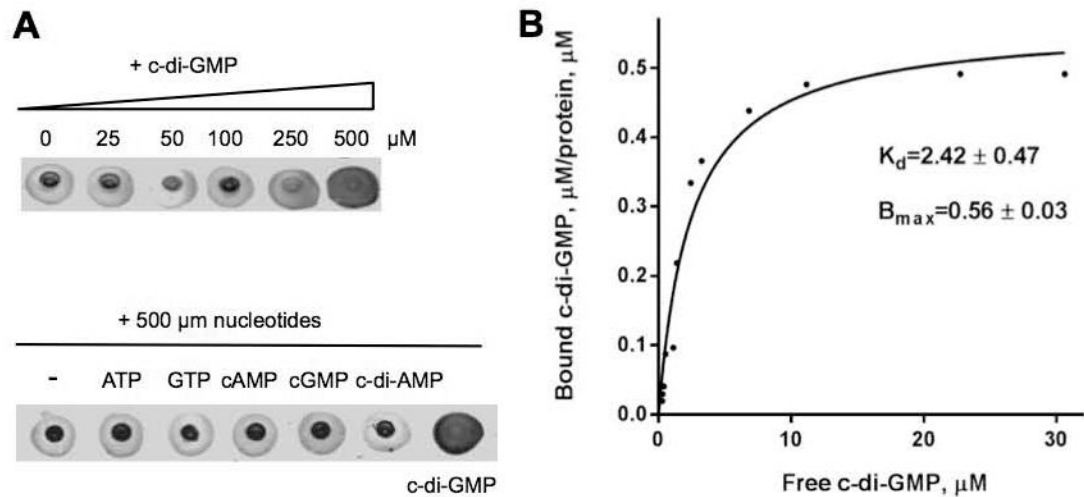 A
+ c-di-GMP
0 25 50 100 250 500 µM
+ 500 µm nucleotides
- ATP GTP cAMP cGMP c-di-AMP
c-di-GMP
B
Bound c-di-GMP, µM/protein, µM
0.5
0.4
0.3
0.2
0.1
0.0
0 10 20 30
Free c-di-GMP, µM
Kd=2.42 ± 0.47
Bmax=0.56 ± 0.03